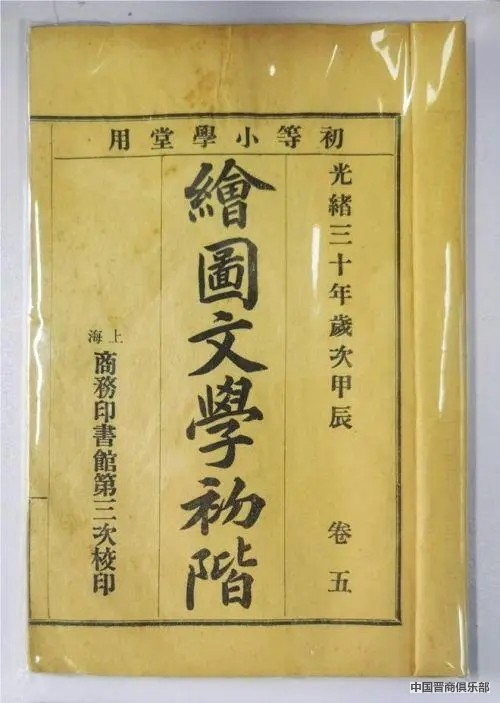 初等小學堂用
光緒三十年歲次甲辰
卷五
繪圖文學初階
上海
商務印書館第三次校印
中国晋商俱乐部